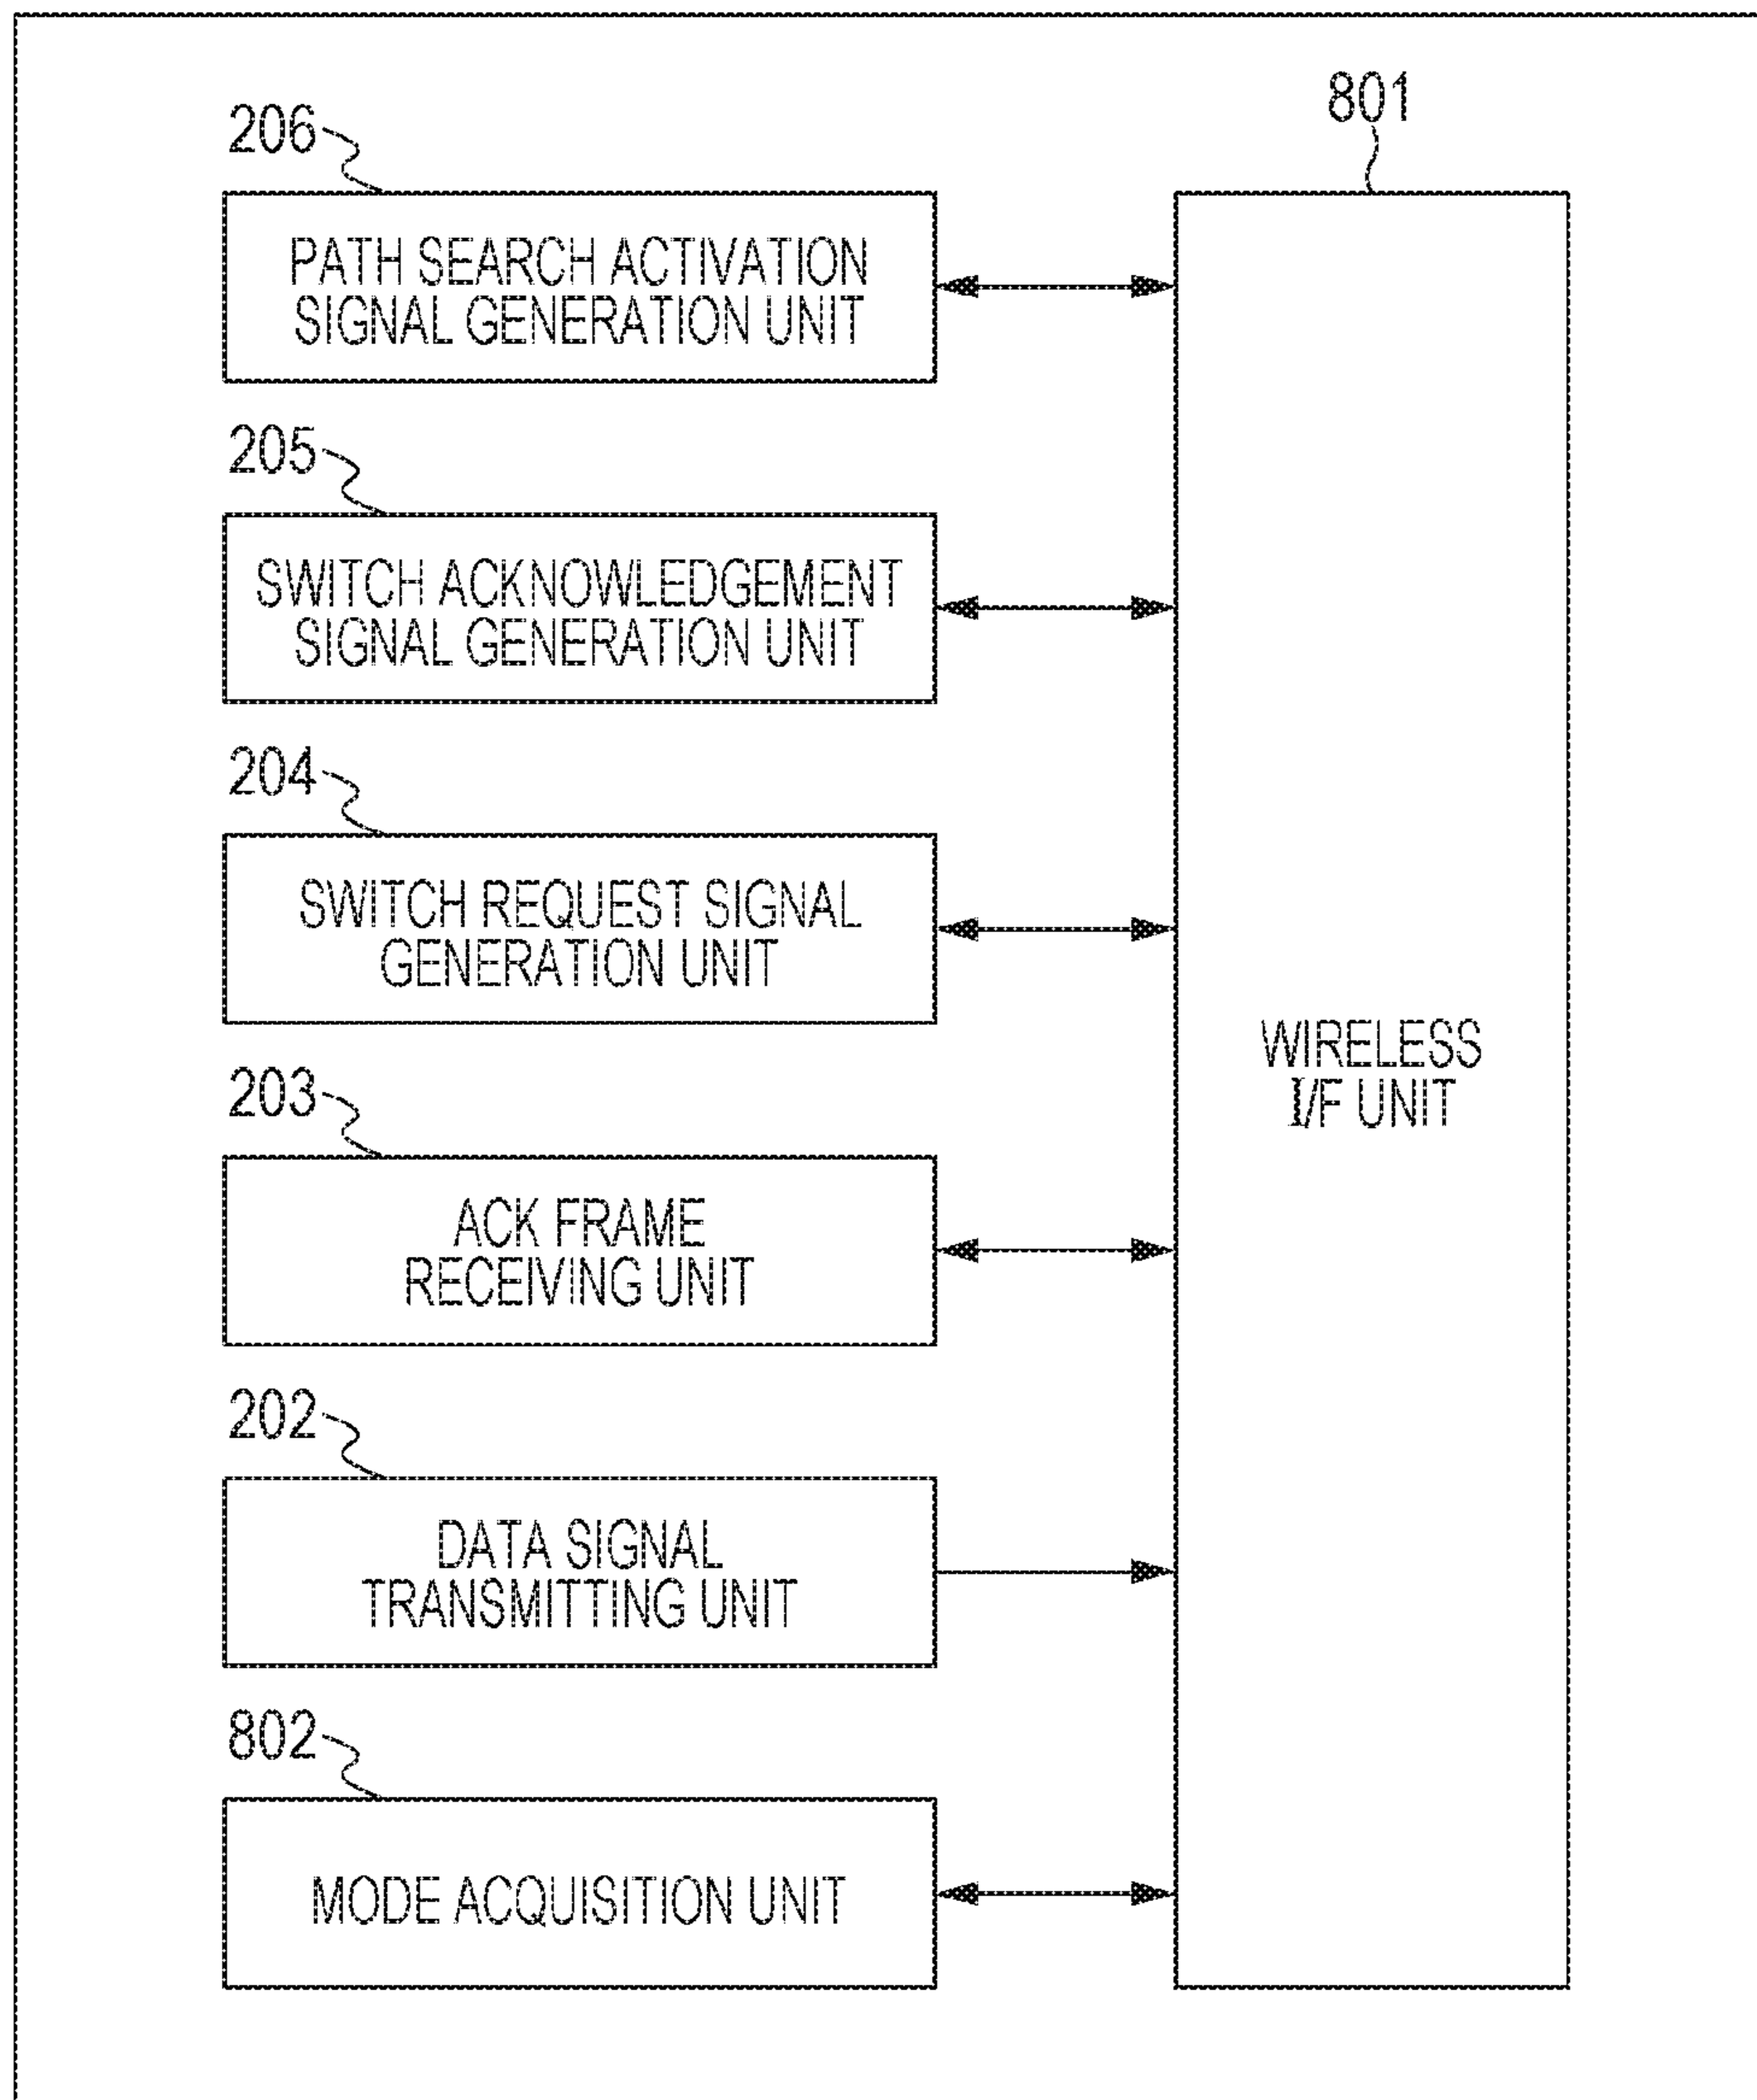 206
801
PATH SEARCH ACTIVATION
SIGNAL GENERATION UNIT
205
SWITCH ACKNOWLEDGEMENT
SIGNAL GENERATION UNIT
204
SWITCH REQUEST SIGNAL
GENERATION UNIT
WIRELESS
I/F UNIT
203
ACK FRAME
RECEIVING UNIT
202
DATA SIGNAL
TRANSMITTING UNIT
802
MODE ACQUISITION UNIT